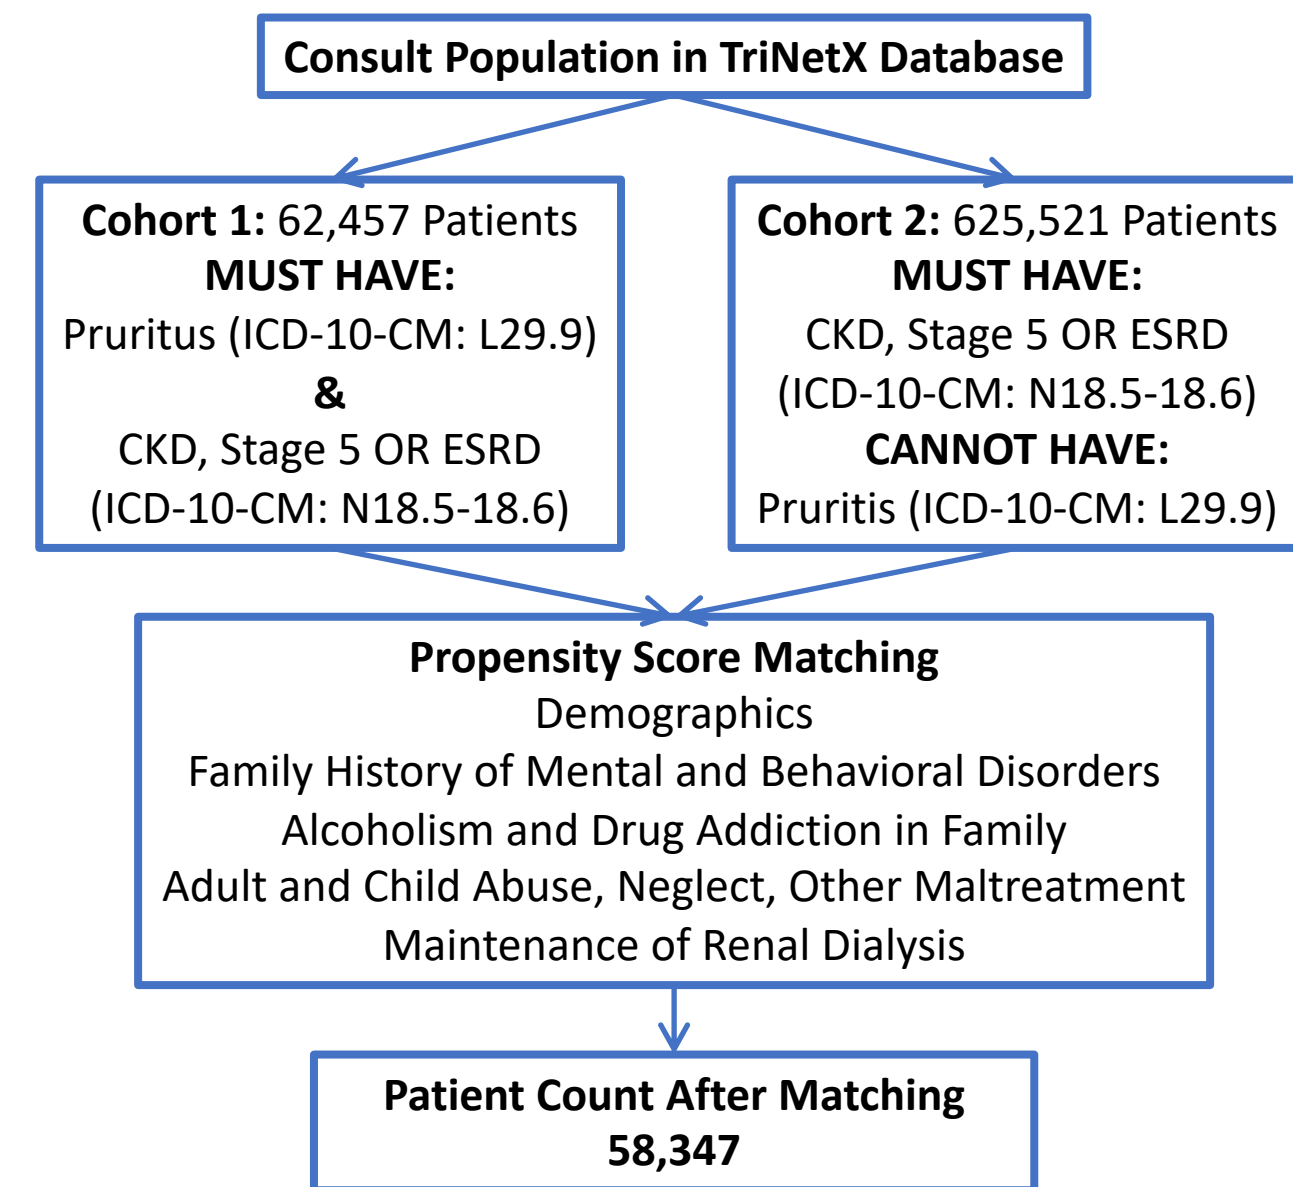 Consult Population in TriNetX Database
Cohort 1: 62,457 Patients
MUST HAVE:
Pruritus (ICD-10-CM: L29.9)
&
CKD, Stage 5 OR ESRD
(ICD-10-CM: N18.5-18.6)
Cohort 2: 625,521 Patients
MUST HAVE:
CKD, Stage 5 OR ESRD
(ICD-10-CM: N18.5-18.6)
CANNOT HAVE:
Pruritis (ICD-10-CM: L29.9)
Propensity Score Matching
Demographics
Family History of Mental and Behavioral Disorders
Alcoholism and Drug Addiction in Family
Adult and Child Abuse, Neglect, Other Maltreatment
Maintenance of Renal Dialysis
Patient Count After Matching
58,347